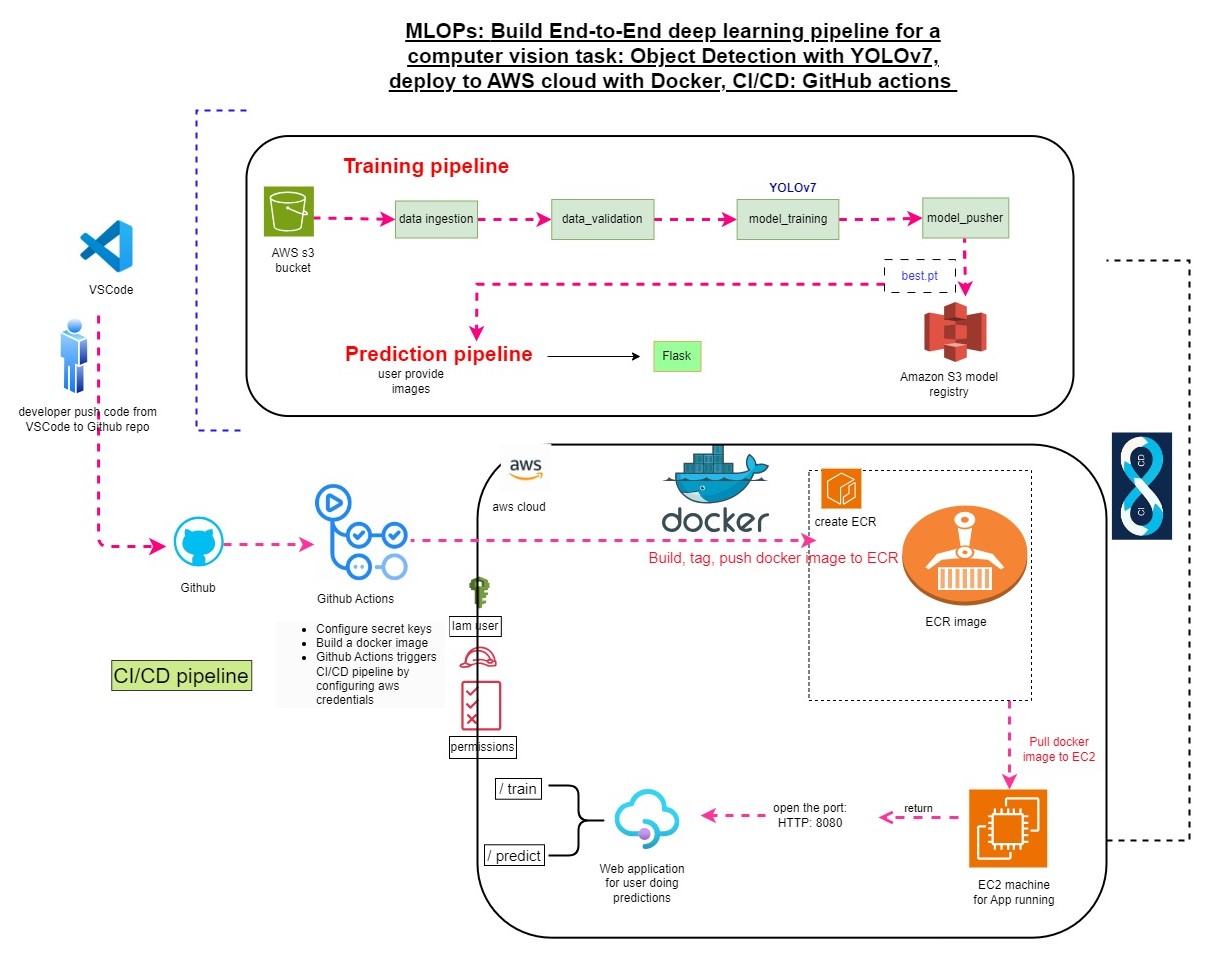 MLOPs: Build End-to-End deep learning pipeline for a
computer vision task: Object Detection with YOLOv7,
deploy to AWS cloud with Docker, CI/CD: GitHub actions
Training pipeline
YOLOv7
data ingestion
data_validation
model_training
model_pusher
AWS s3
bucket
best.pt
VSCode
Prediction pipeline
Flask
user provide
images
Amazon S3 model
registry
developer push code from
VSCode to Github repo
aws
aws cloud
docker
create ECR
CD
CI
Build, tag, push docker image to ECR
Github
Github Actions
Configure secret keys
Build a docker image
Github Actions triggers
CI/CD pipeline by
configuring aws
credentials
Iam user
ECR image
CI/CD pipeline
permissions
Pull docker
image to EC2
/ train
/ predict
open the port:
HTTP: 8080
return
Web application
for user doing
predictions
EC2 machine
for App running